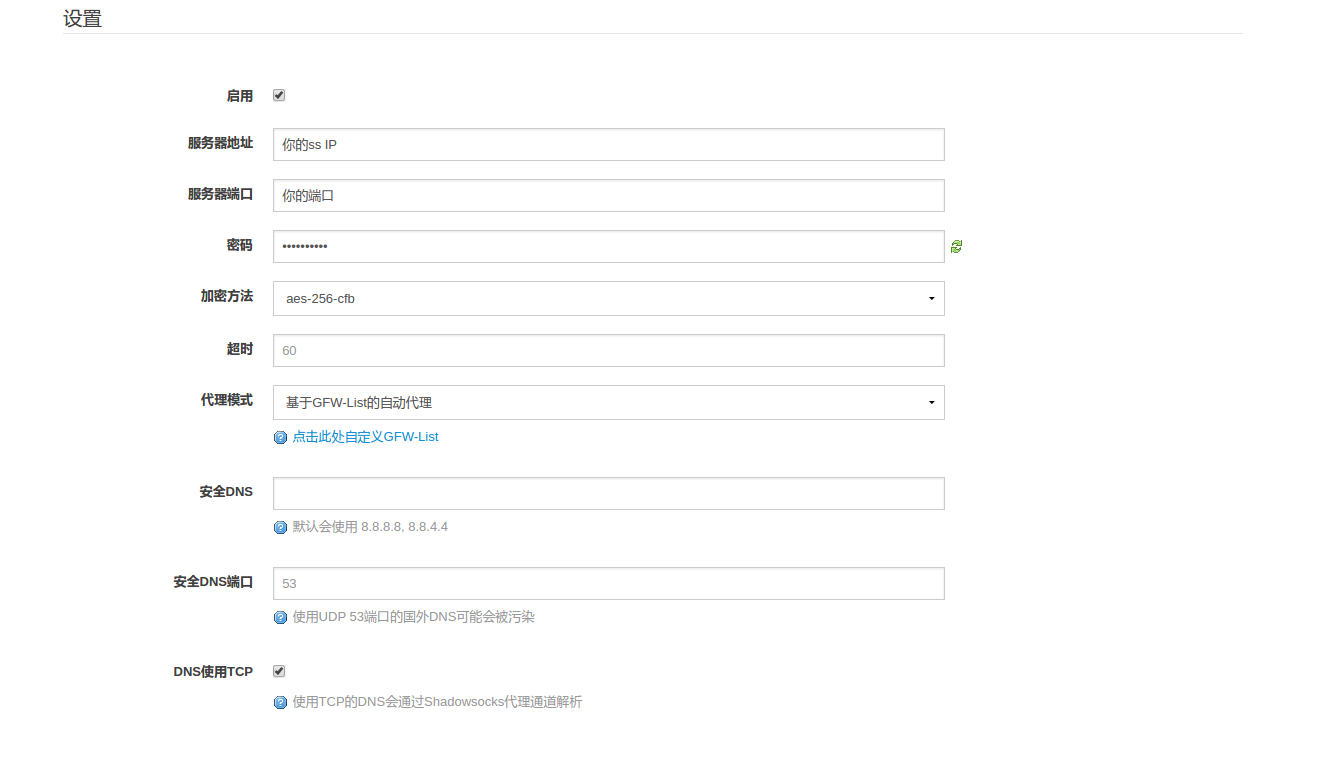 设置
启用
服务器地址 你的ss IP
服务器端口 你的端口
密码 ••••••••••
加密方法 aes-256-cfb
超时 60
代理模式 基于GFW-List的自动代理
点击此处自定义GFW-List
安全DNS
默认会使用 8.8.8.8, 8.8.4.4
安全DNS端口 53
使用UDP 53端口的国外DNS可能会被污染
DNS使用TCP
使用TCP的DNS会通过Shadowsocks代理通道解析